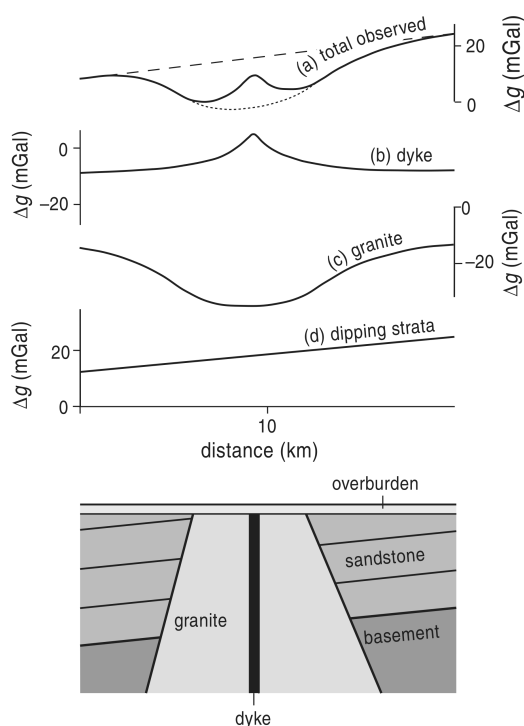 20
(a) total observed
0
Δg (mGal)
0
(b) dyke
−20
Δg (mGal)
0
(c) granite
−20
Δg (mGal)
(d) dipping strata
20
0
Δg (mGal)
10
distance (km)
overburden
sandstone
granite
basement
dyke